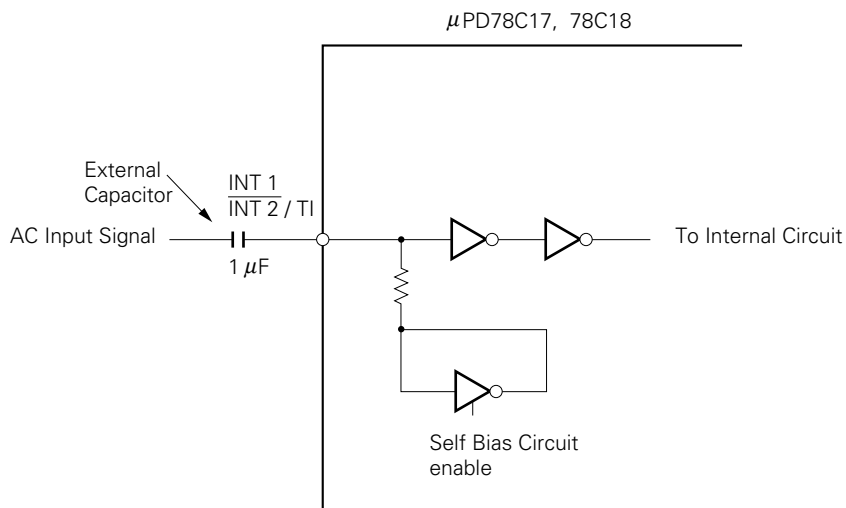 μPD78C17, 78C18
External
Capacitor
INT 1
INT 2 / TI
AC Input Signal
1 μF
To Internal Circuit
Self Bias Circuit
enable